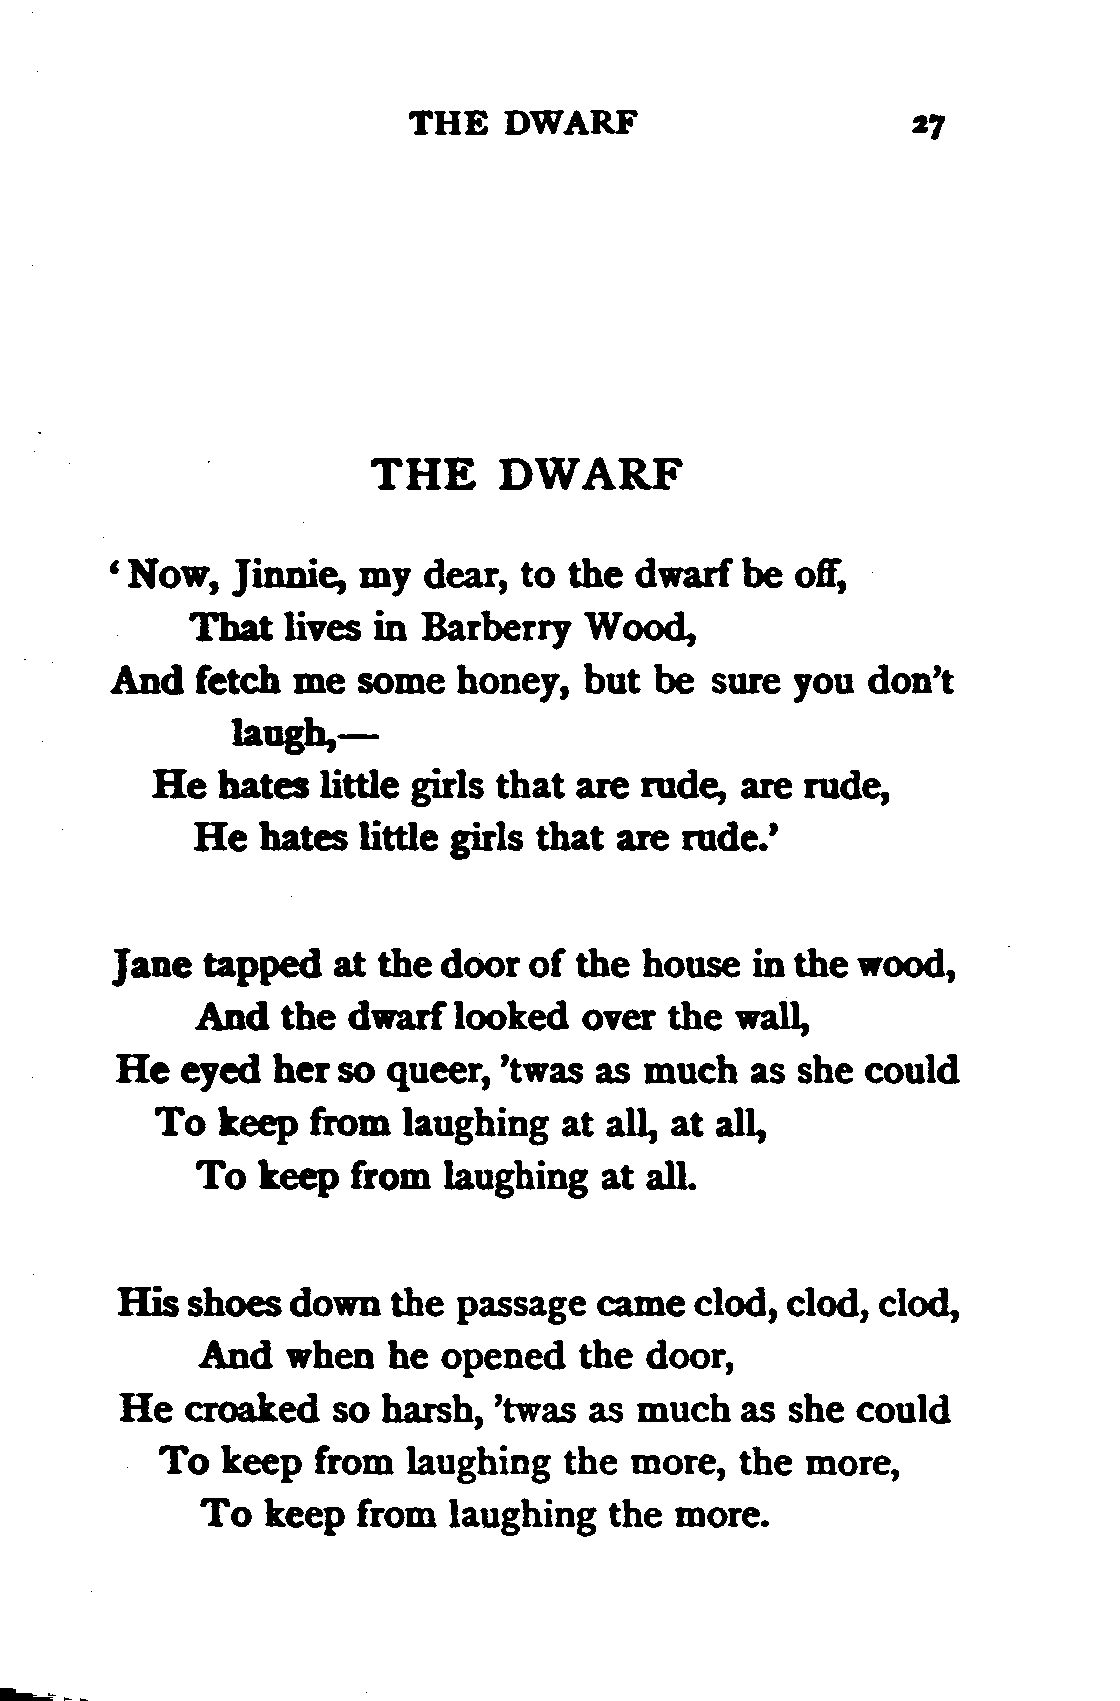 THE DWARF 27
THE DWARF
‘Now, Jinnie, my dear, to the dwarf be off,
That lives in Barberry Wood,
And fetch me some honey, but be sure you don’t
laugh,—
He hates little girls that are rude, are rude,
He hates little girls that are rude.’
Jane tapped at the door of the house in the wood,
And the dwarf looked over the wall,
He eyed her so queer, ’twas as much as she could
To keep from laughing at all, at all,
To keep from laughing at all.
His shoes down the passage came clod, clod, clod,
And when he opened the door,
He croaked so harsh, ’twas as much as she could
To keep from laughing the more, the more,
To keep from laughing the more.